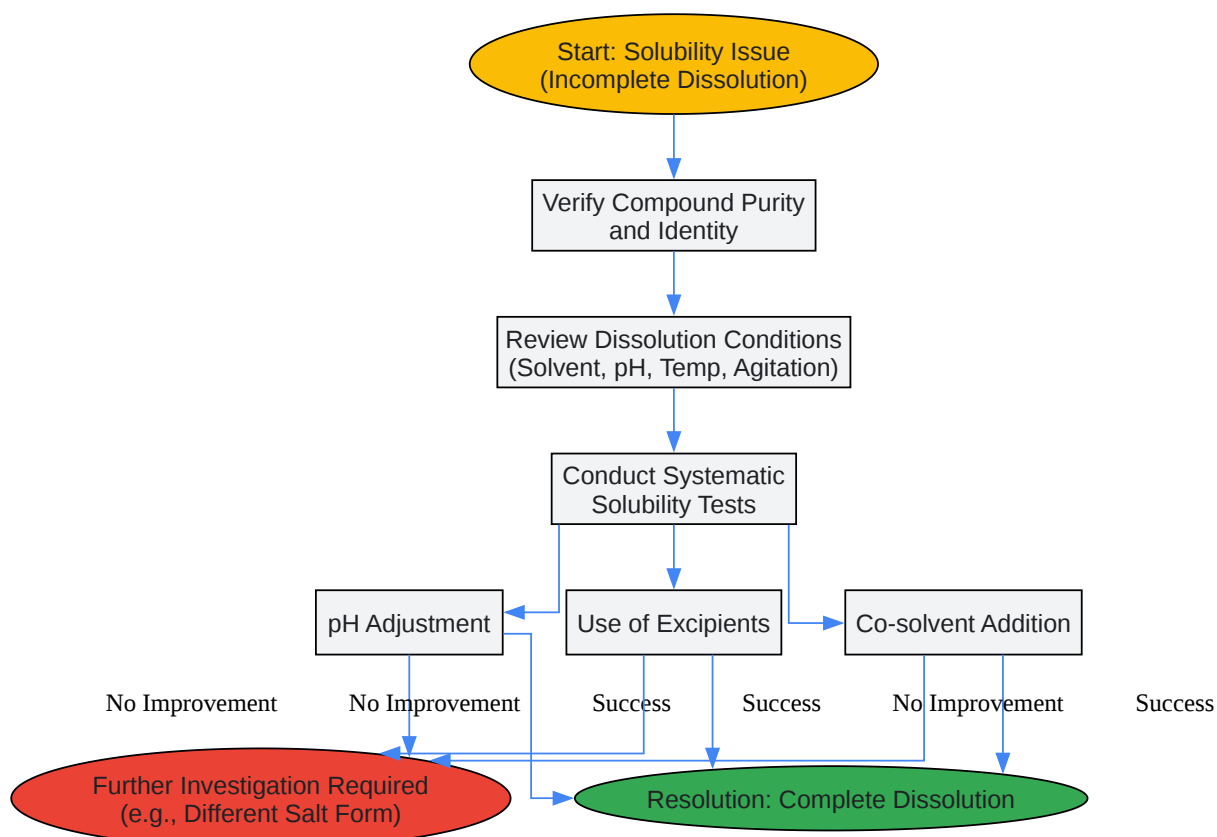 Start: Solubility Issue
(Incomplete Dissolution)
Verify Compound Purity
and Identity
Review Dissolution Conditions
(Solvent, pH, Temp, Agitation)
Conduct Systematic
Solubility Tests
pH Adjustment
Use of Excipients
Co-solvent Addition
No Improvement
No Improvement
Success
Success
No Improvement
Success
Further Investigation Required
(e.g., Different Salt Form)
Resolution: Complete Dissolution